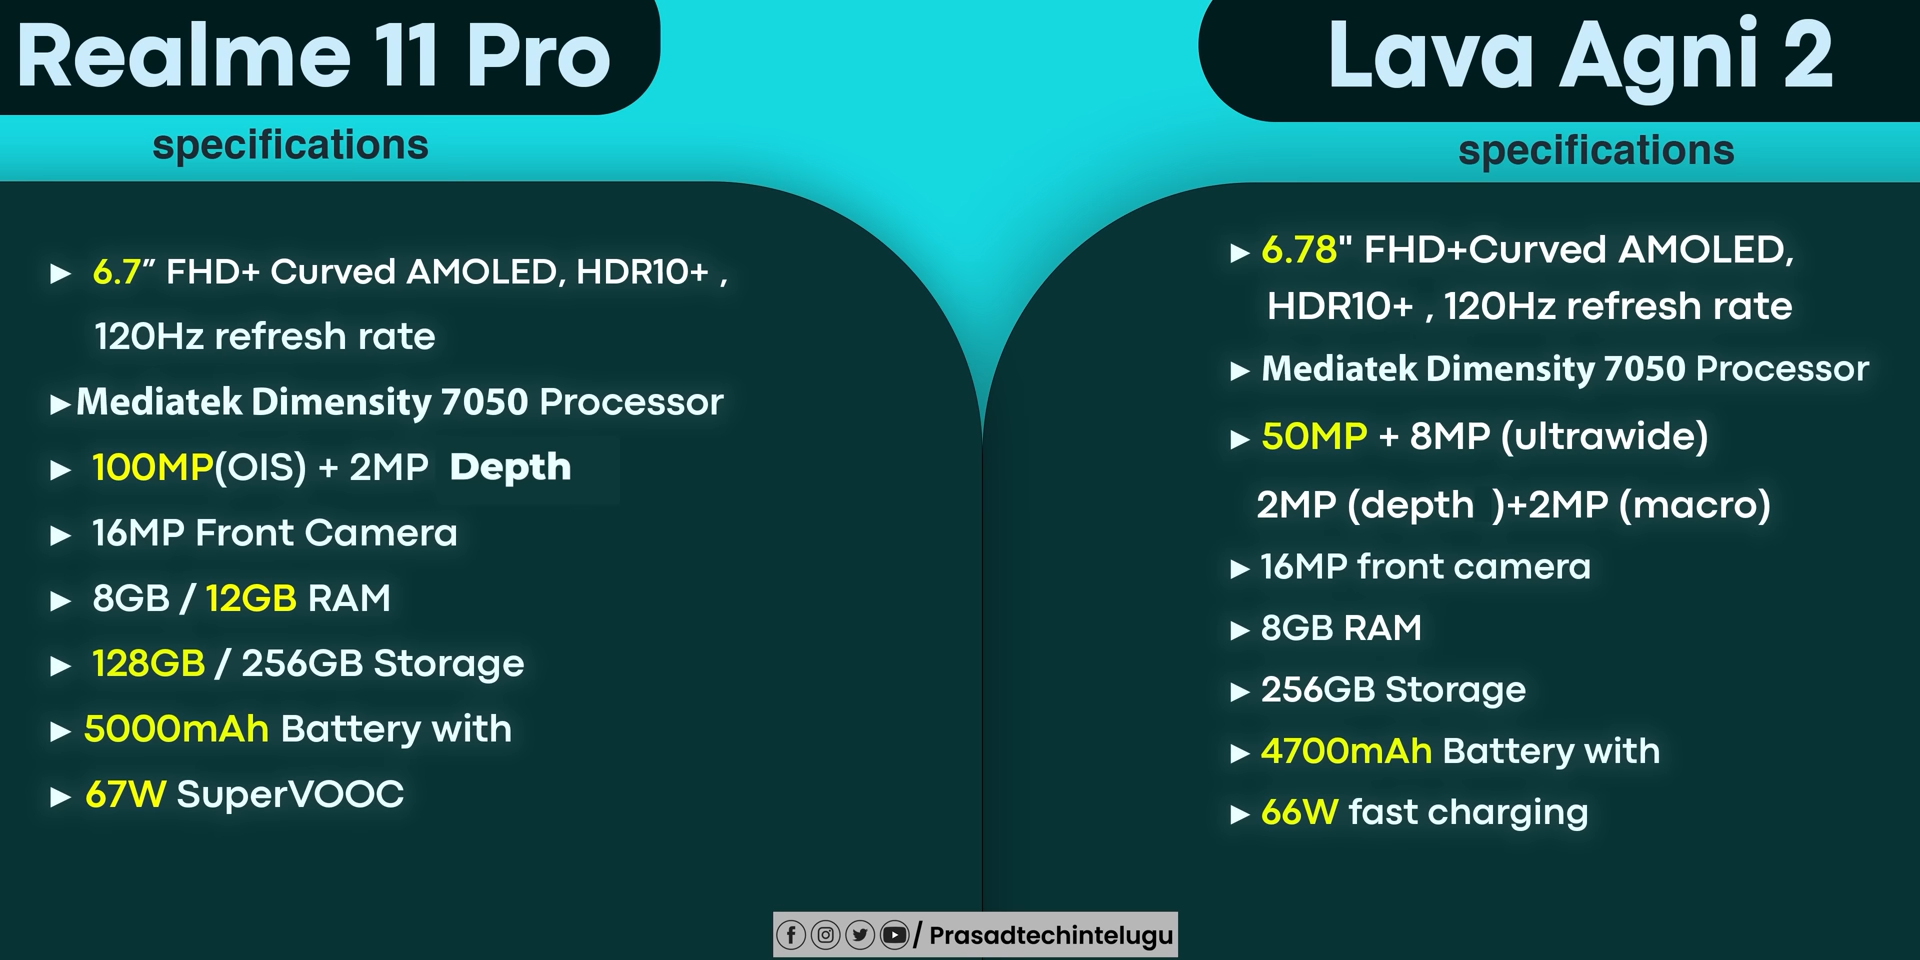 Realme 11 Pro
specifications
► 6.7” FHD+ Curved AMOLED, HDR10+ ,
120Hz refresh rate
►Mediatek Dimensity 7050 Processor
► 100MP(OIS) + 2MP Depth
► 16MP Front Camera
► 8GB / 12GB RAM
► 128GB / 256GB Storage
► 5000mAh Battery with
► 67W SuperVOOC
Lava Agni 2
specifications
► 6.78" FHD+Curved AMOLED,
HDR10+ , 120Hz refresh rate
► Mediatek Dimensity 7050 Processor
► 50MP + 8MP (ultrawide)
2MP (depth )+2MP (macro)
► 16MP front camera
► 8GB RAM
► 256GB Storage
► 4700mAh Battery with
► 66W fast charging
/ Prasadtechintelugu